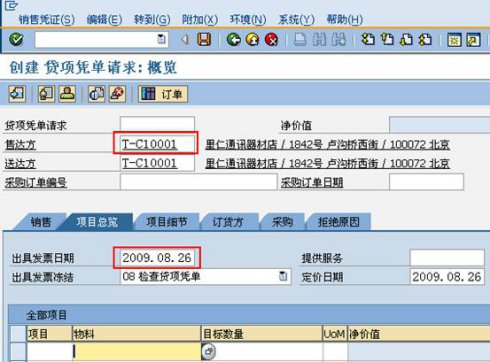 销售凭证(S) 编辑(E) 转到(G) 附加(X) 环境(N) 系统(Y) 帮助(H)
创建 贷项凭单请求: 概览
订单
贷项凭单请求 净价值
售达方 T-C10001 里仁通讯器材店 / 1842号 卢沟桥西街 / 100072 北京
送达方 T-C10001 里仁通讯器材店 / 1842号 卢沟桥西街 / 100072 北京
采购订单编号 采购订单日期
销售 项目总览 项目细节 订货方 采购 拒绝原因
出具发票日期 2009.08.26 提供服务
出具发票冻结 08 检查贷项凭单 定价日期 2009.08.26
全部项目
项目 物料 目标数量 UoM 净价值